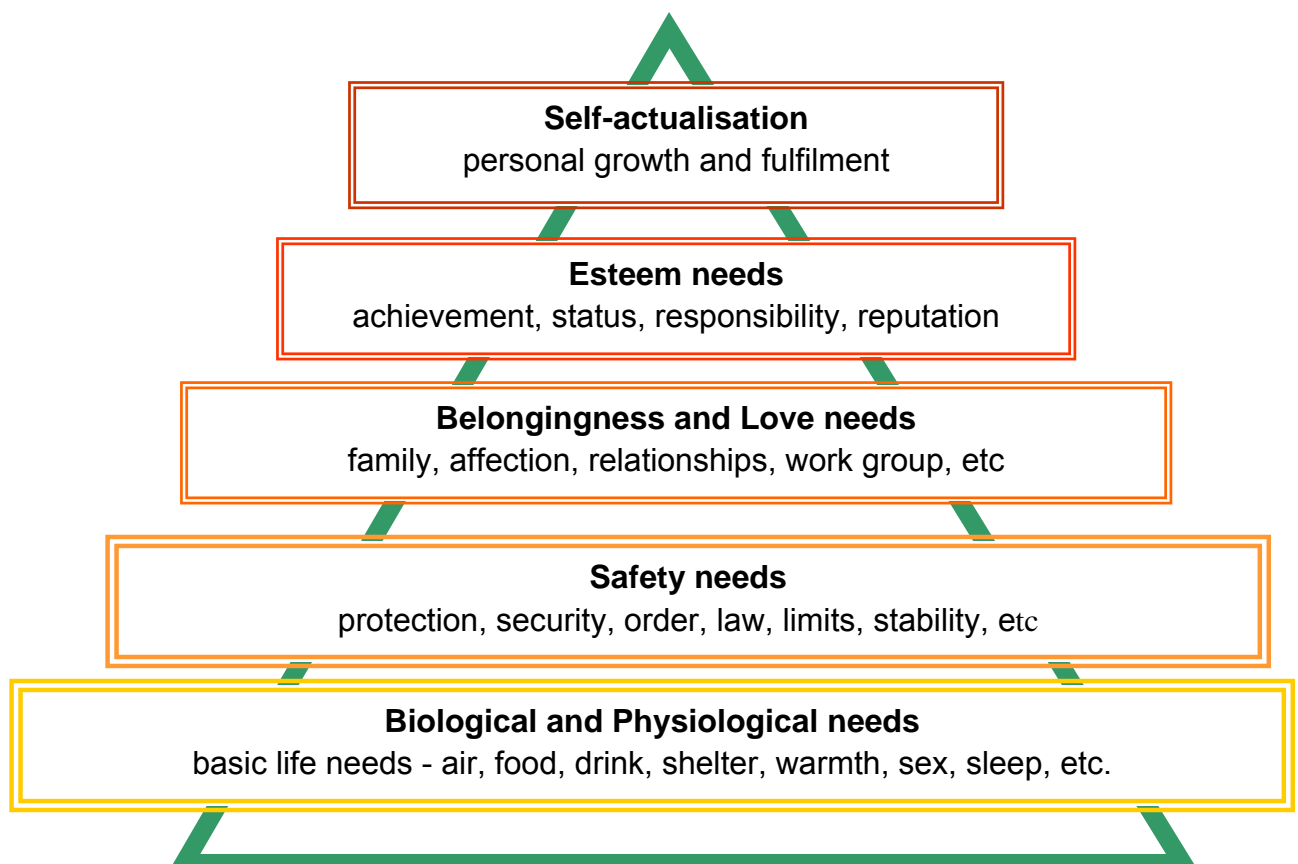 Self-actualisation
personal growth and fulfilment
Esteem needs
achievement, status, responsibility, reputation
Belongingness and Love needs
family, affection, relationships, work group, etc
Safety needs
protection, security, order, law, limits, stability, etc
Biological and Physiological needs
basic life needs - air, food, drink, shelter, warmth, sex, sleep, etc.